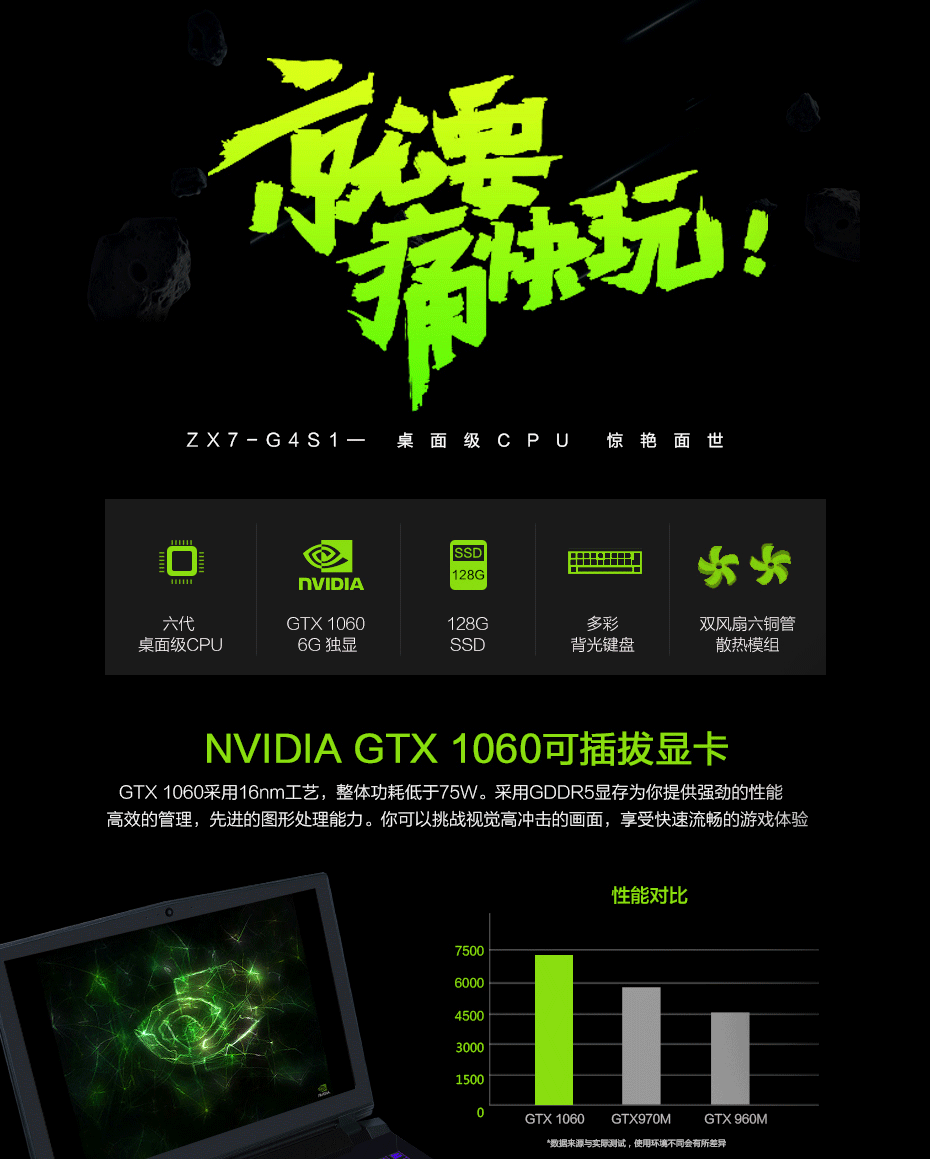 就要
痛快玩！
ZX7-G4S1— 桌面级CPU 惊艳面世
SSD
128G
NVIDIA
六代
桌面级CPU
GTX 1060
6G 独显
128G
SSD
多彩
背光键盘
双风扇六铜管
散热模组
NVIDIA GTX 1060可插拔显卡
GTX 1060采用16nm工艺，整体功耗低于75W。采用GDDR5显存为你提供强劲的性能
高效的管理，先进的图形处理能力。你可以挑战视觉高冲击的画面，享受快速流畅的游戏体验
性能对比
7500
6000
4500
3000
1500
0
GTX 1060
GTX970M
GTX 960M
*数据来源与实际测试，使用环境不同会有所差异
NVIDIA